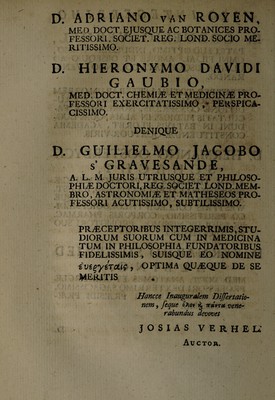 D. ADRIANO VAN ROYEN,
MED. DOCT. EJUSQUE AC BOTANICES PRO-
FESSORI, SOCIET. REG. LOND. SOCIO ME-
RITISSIMO.
D. HIERONYMO DAVIDI
GAUBIO,
MED. DOCT. CHEMIÆ ET MEDICINÆ PRO-
FESSORI EXERCITATISSIMO, PERSPICA-
CISSIMO.
DENIQUE
D. GUILIELMO JACOBO
s' GRAVESANDE,
A. L. M. JURIS UTRIUSQUE ET PHILOSO-
PHIÆ DOCTORI, REG. SOCIET. LOND. MEM-
BRO, ASTRONOMIÆ ET MATHESEOS PRO-
FESSORI ACUTISSIMO, SUBTILISSIMO.
PRÆCEPTORIBUS INTEGERRIMIS, STU-
DIORUM SUORUM CUM IN MEDICINA
TUM IN PHILOSOPHIA FUNDATORIBUS
FIDELISSIMIS, SUISQUE EO NOMINE
ἐυεργέταις, OPTIMA QUÆQUE DE SE
MERITIS
Hancce Inauguralem Dissertatio-
nem, seque ὅλον ϗ πάντα vene-
rabundus devovet
JOSIAS VERHEL
AUCTOR.